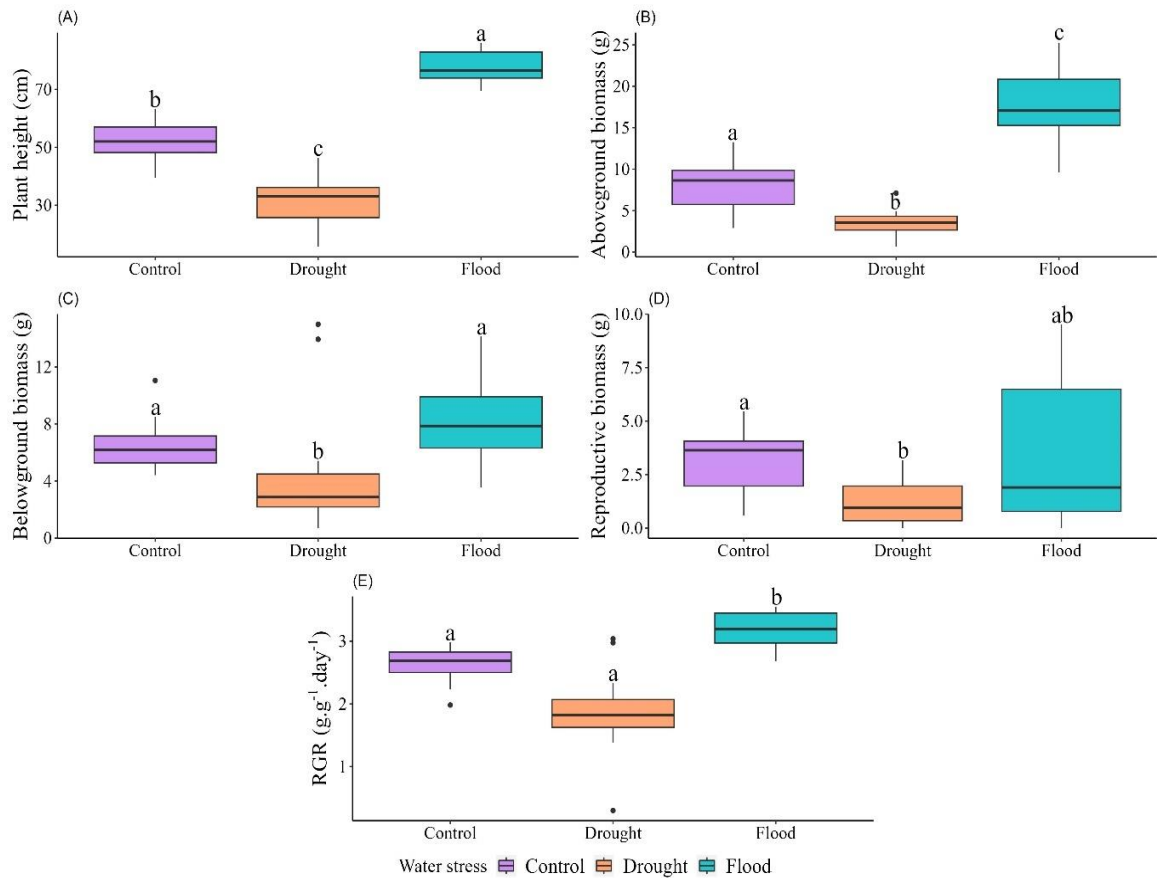 (A)
Plant height (cm)
70
50
30
b
c
a
Control Drought Flood
(B)
Aboveground biomass (g)
25
20
15
10
5
0
a
b
c
Control Drought Flood
(C)
Belowground biomass (g)
12
8
4
0
a
b
a
Control Drought Flood
(D)
Reproductive biomass (g)
10.0
7.5
5.0
2.5
0.0
a
b
ab
Control Drought Flood
(E)
RGR (g.g⁻¹.day⁻¹)
3
2
1
a
a
b
Control Drought Flood
Water stress Control Drought Flood